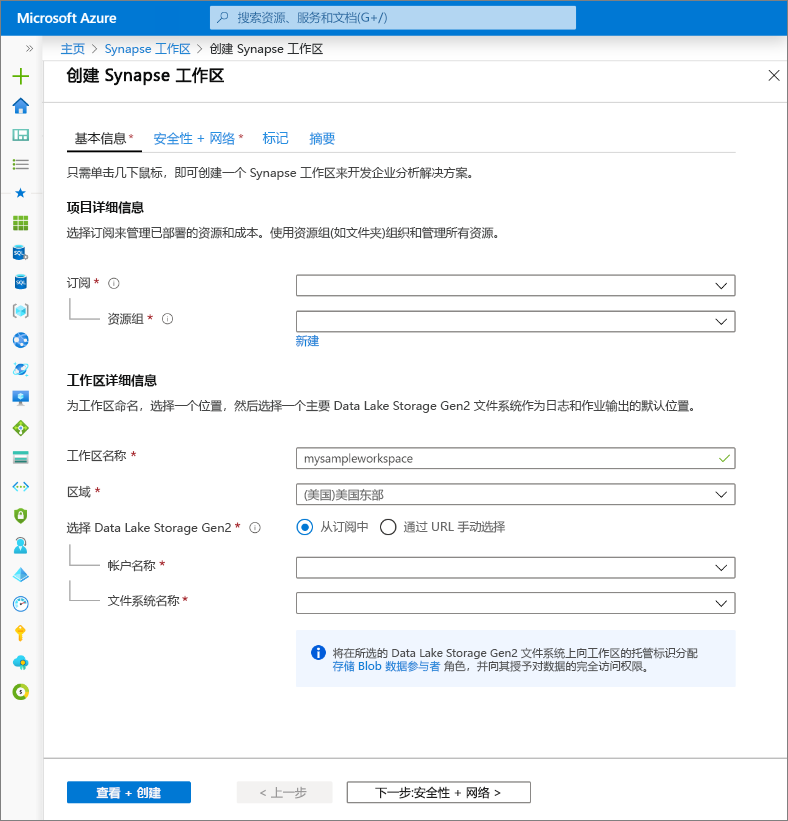 Microsoft Azure
搜索资源、服务和文档(G+/)
主页 > Synapse 工作区 > 创建 Synapse 工作区
创建 Synapse 工作区
基本信息* 安全性 + 网络* 标记 摘要
只需单击几下鼠标，即可创建一个 Synapse 工作区来开发企业分析解决方案。
项目详细信息
选择订阅来管理已部署的资源和成本。使用资源组(如文件夹)组织和管理所有资源。
订阅*
资源组*
新建
工作区详细信息
为工作区命名，选择一个位置，然后选择一个主要 Data Lake Storage Gen2 文件系统作为日志和作业输出的默认位置。
工作区名称* mysampleworkspace
区域* (美国)美国东部
选择 Data Lake Storage Gen2* 从订阅中 通过 URL 手动选择
帐户名称*
文件系统名称*
将在所选的 Data Lake Storage Gen2 文件系统上向工作区的托管标识分配
存储 Blob 数据参与者 角色，并向其授予对数据的完全访问权限。
查看 + 创建 < 上一步 下一步:安全性 + 网络 >